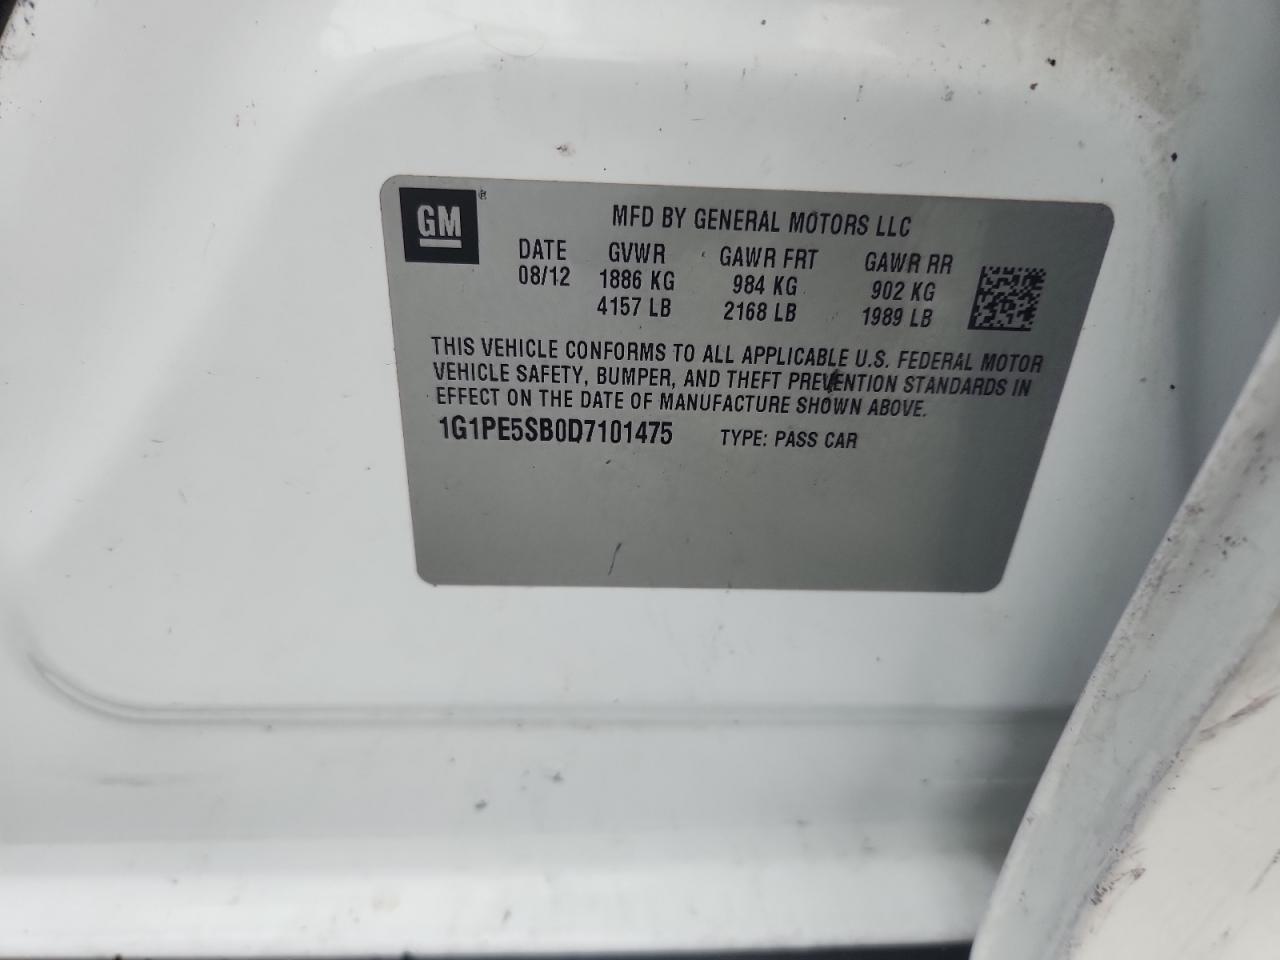 GM ®
MFD BY GENERAL MOTORS LLC
DATE GVWR GAWR FRT GAWR RR
08/12 1886 KG 984 KG 902 KG
4157 LB 2168 LB 1989 LB
THIS VEHICLE CONFORMS TO ALL APPLICABLE U.S. FEDERAL MOTOR
VEHICLE SAFETY, BUMPER, AND THEFT PREVENTION STANDARDS IN
EFFECT ON THE DATE OF MANUFACTURE SHOWN ABOVE.
1G1PE5SB0D7101475 TYPE: PASS CAR